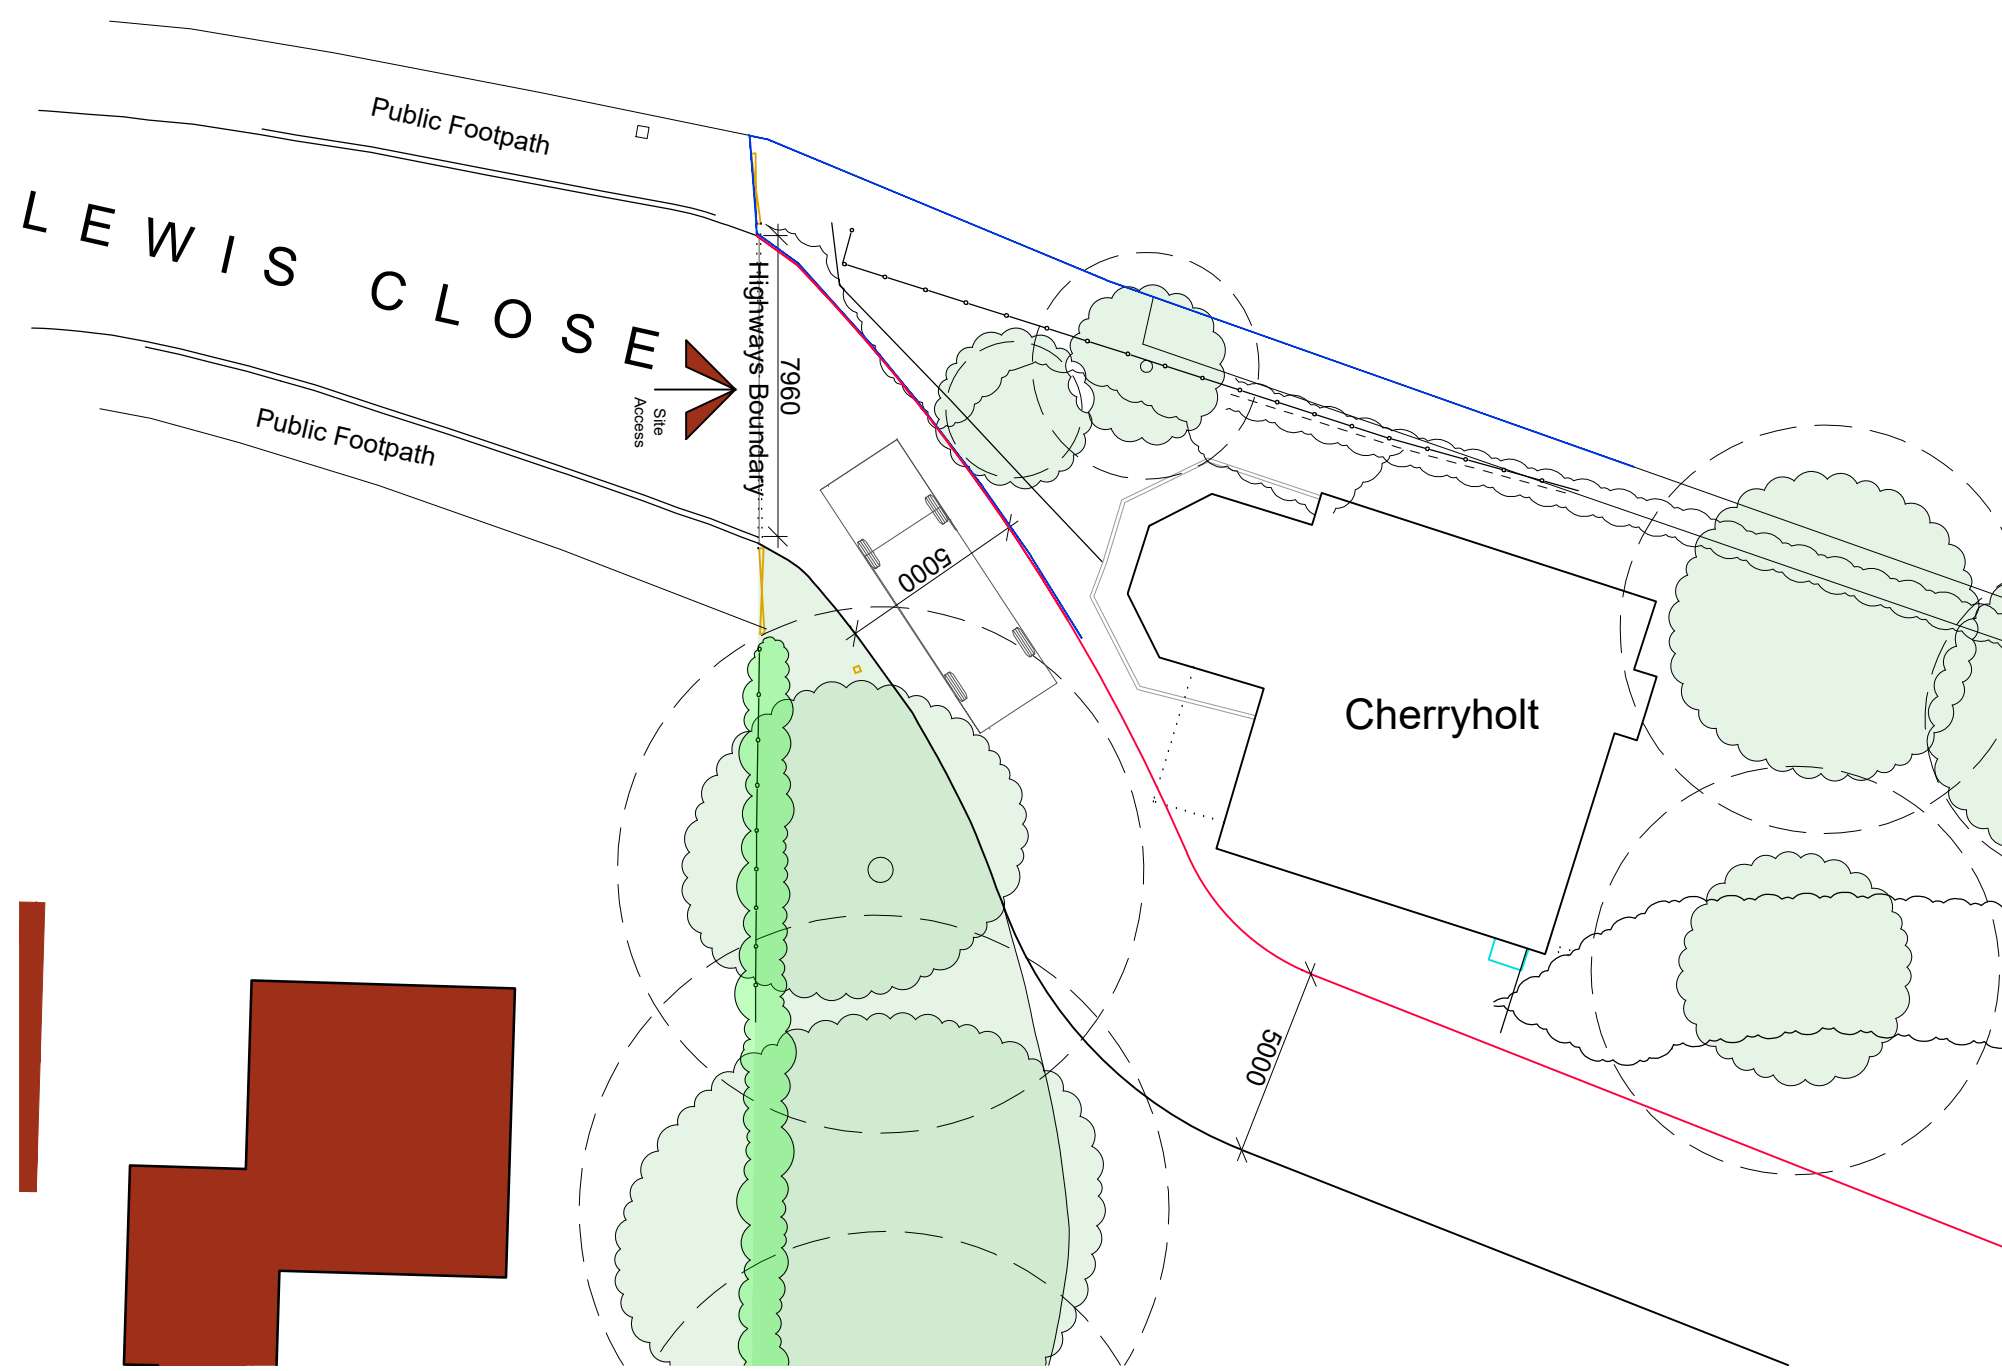 Public Footpath
LEWIS CLOSE
Public Footpath
Site
Access
Highways Boundary
7960
5000
Cherryholt
5000